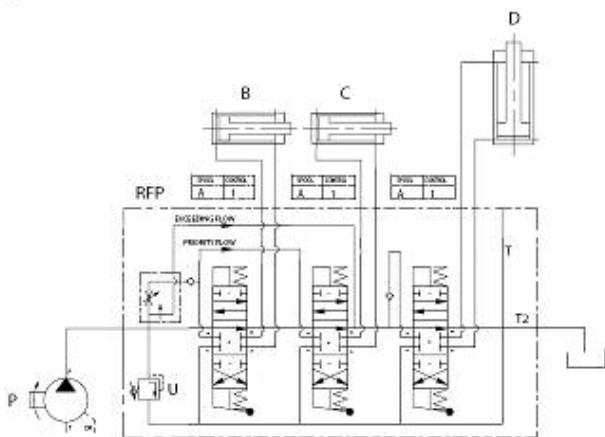 D
B
C
SPOOL CONTROL
A 1
SPOOL CONTROL
A 1
SPOOL CONTROL
A 1
RFP
EXCEEDING FLOW
PRIORITY FLOW
T
T2
P
U